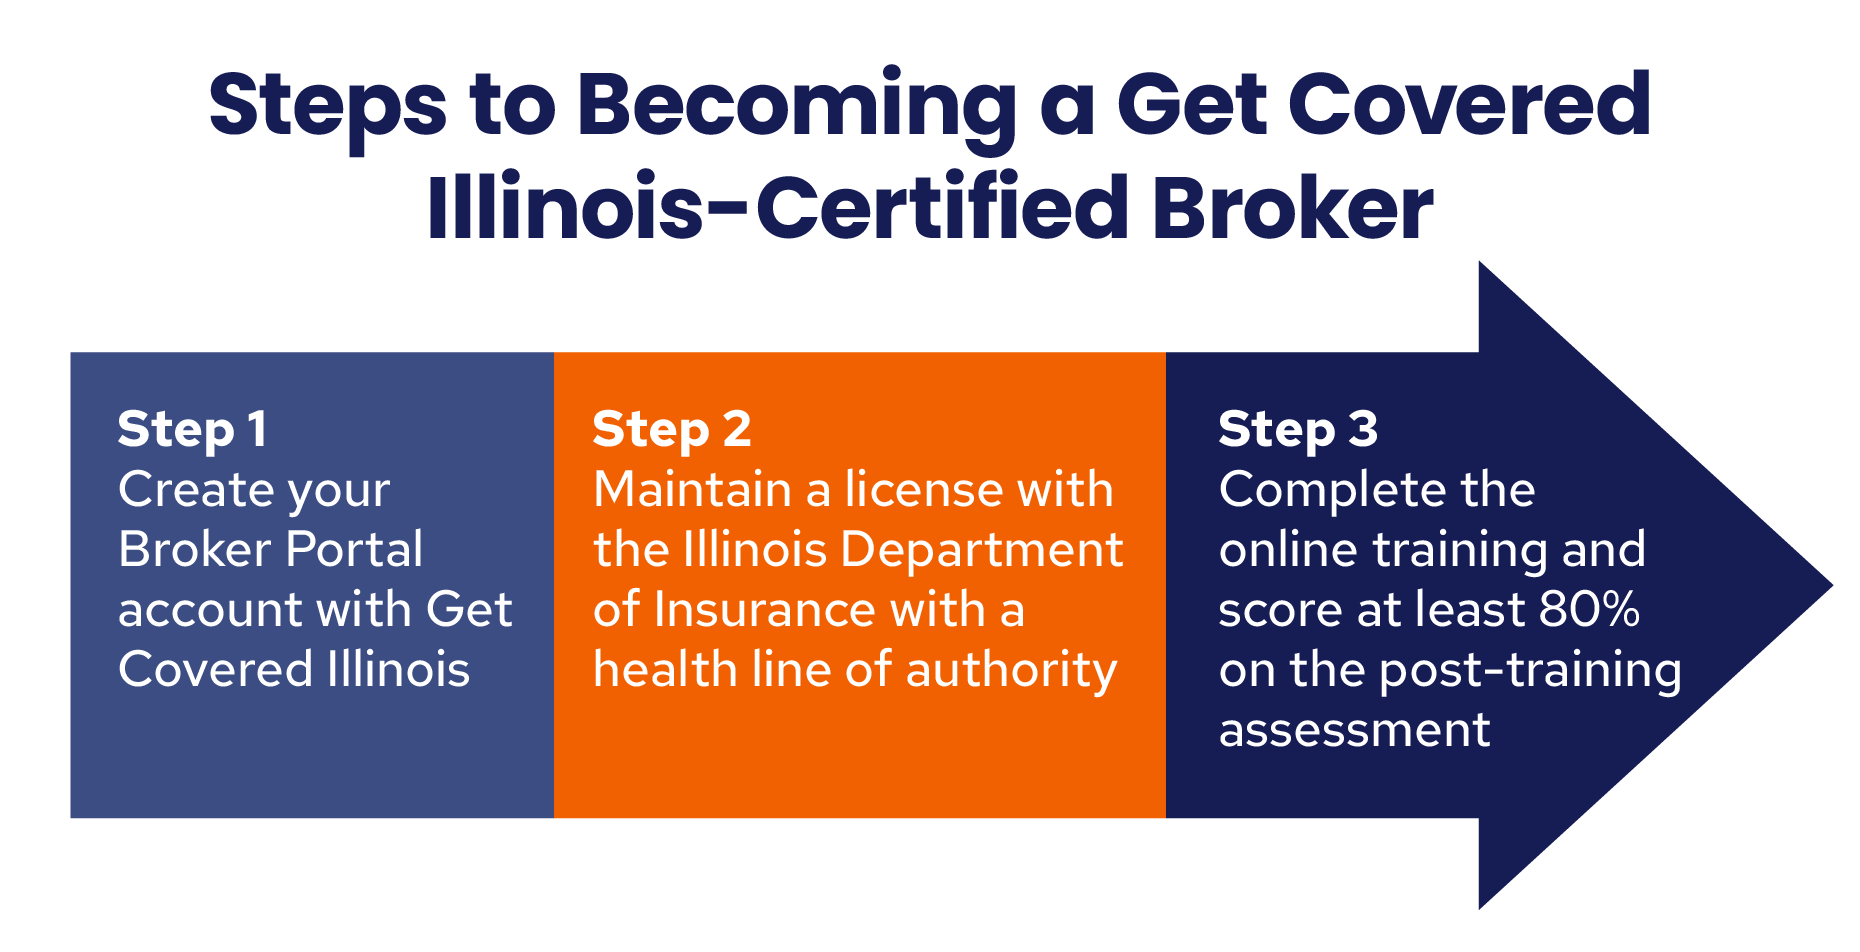 Steps to Becoming a Get Covered
Illinois-Certified Broker
Step 1
Create your
Broker Portal
account with Get
Covered Illinois
Step 2
Maintain a license with
the Illinois Department
of Insurance with a
health line of authority
Step 3
Complete the
online training and
score at least 80%
on the post-training
assessment